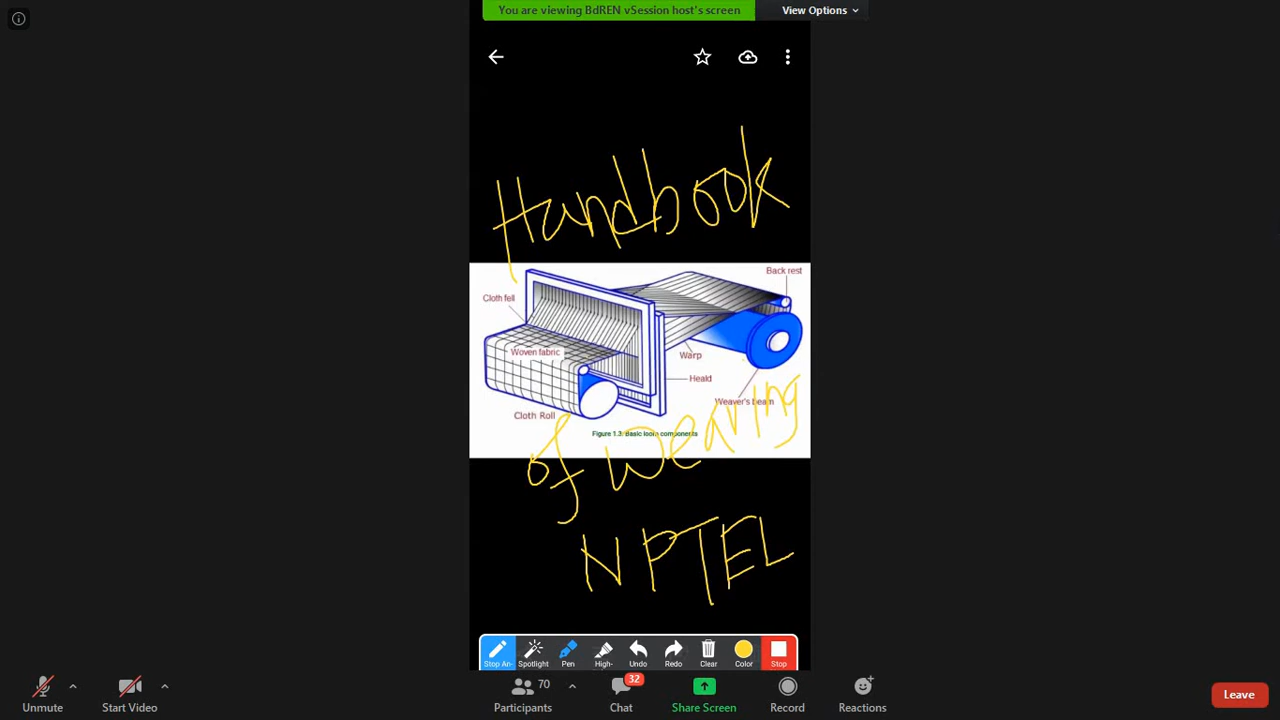 You are viewing BdREN vSession host's screen
View Options
Handbook
Back rest
Cloth fell
Woven fabric
Warp
Heald
Weaver's beam
Cloth Roll
Figure 1.3: Basic loom components
of weaving
NPTEL
Stop An-
Spotlight
Pen
High-
Undo
Redo
Clear
Color
Stop
Unmute
Start Video
70
Participants
32
Chat
Share Screen
Record
Reactions
Leave